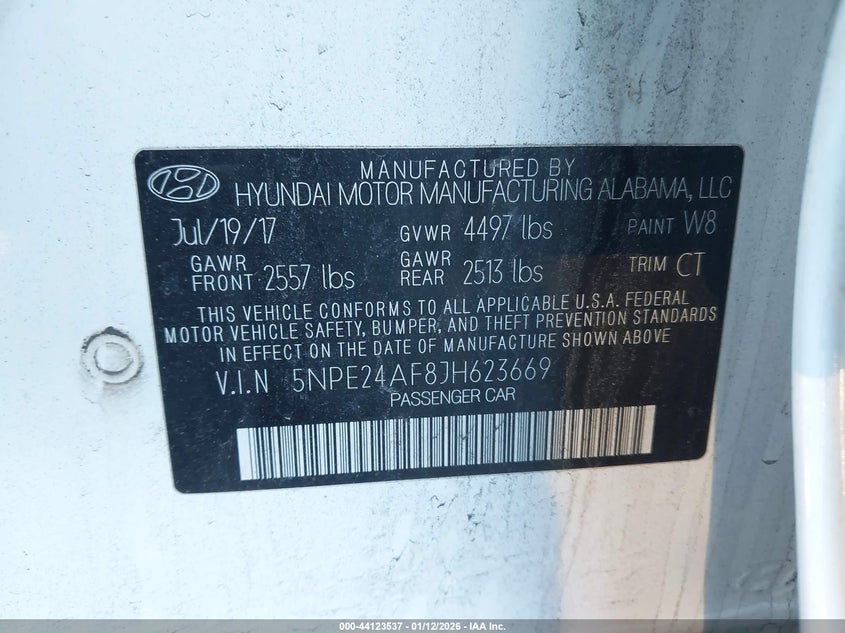 MANUFACTURED BY
HYUNDAI MOTOR MANUFACTURING ALABAMA, LLC
Jul/19/17 GVWR 4497 lbs PAINT W8
GAWR FRONT 2557 lbs GAWR REAR 2513 lbs TRIM CT
THIS VEHICLE CONFORMS TO ALL APPLICABLE U.S.A. FEDERAL
MOTOR VEHICLE SAFETY, BUMPER, AND THEFT PREVENTION STANDARDS
IN EFFECT ON THE DATE OF MANUFACTURE SHOWN ABOVE
V.I.N 5NPE24AF8JH623669
PASSENGER CAR
000-44123537 - 01/12/2026 - IAA Inc.